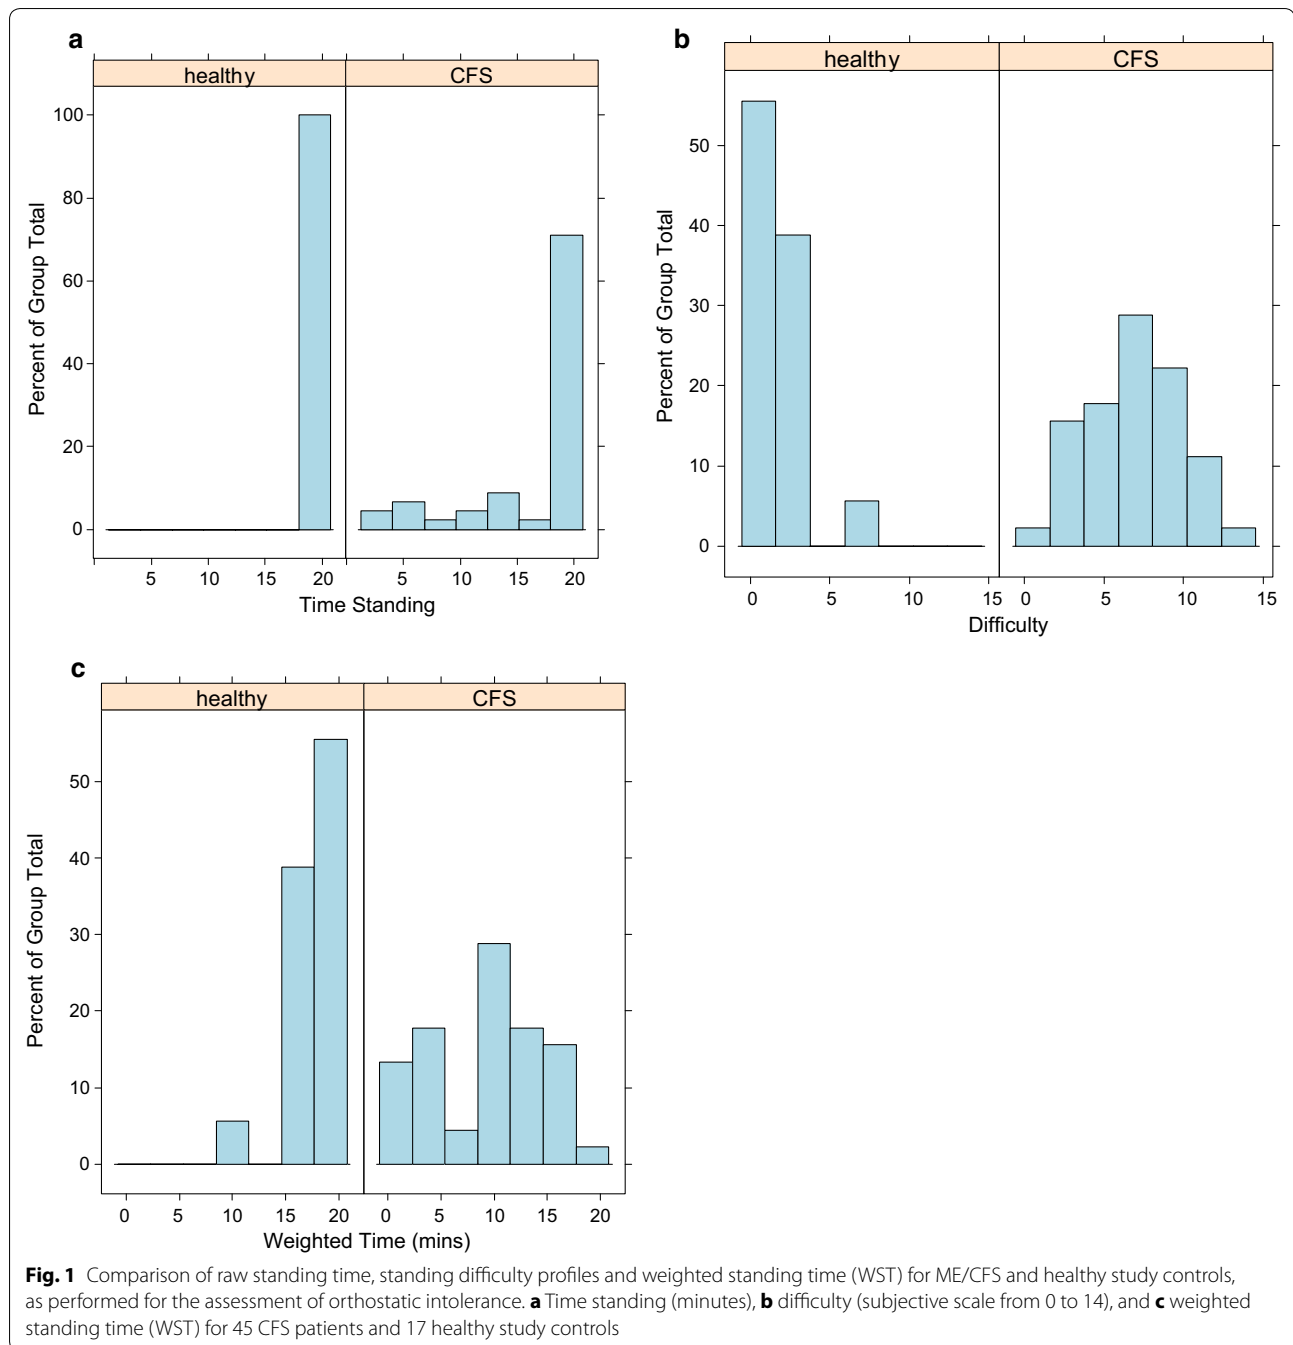 a
healthy CFS
100
80
60
40
20
0
Percent of Group Total
5 10 15 20 5 10 15 20
Time Standing
b
healthy CFS
50
40
30
20
10
0
Percent of Group Total
0 5 10 15 0 5 10 15
Difficulty
c
healthy CFS
50
40
30
20
10
0
Percent of Group Total
0 5 10 15 20 0 5 10 15 20
Weighted Time (mins)
Fig. 1 Comparison of raw standing time, standing difficulty profiles and weighted standing time (WST) for ME/CFS and healthy study controls,
as performed for the assessment of orthostatic intolerance. a Time standing (minutes), b difficulty (subjective scale from 0 to 14), and c weighted
standing time (WST) for 45 CFS patients and 17 healthy study controls